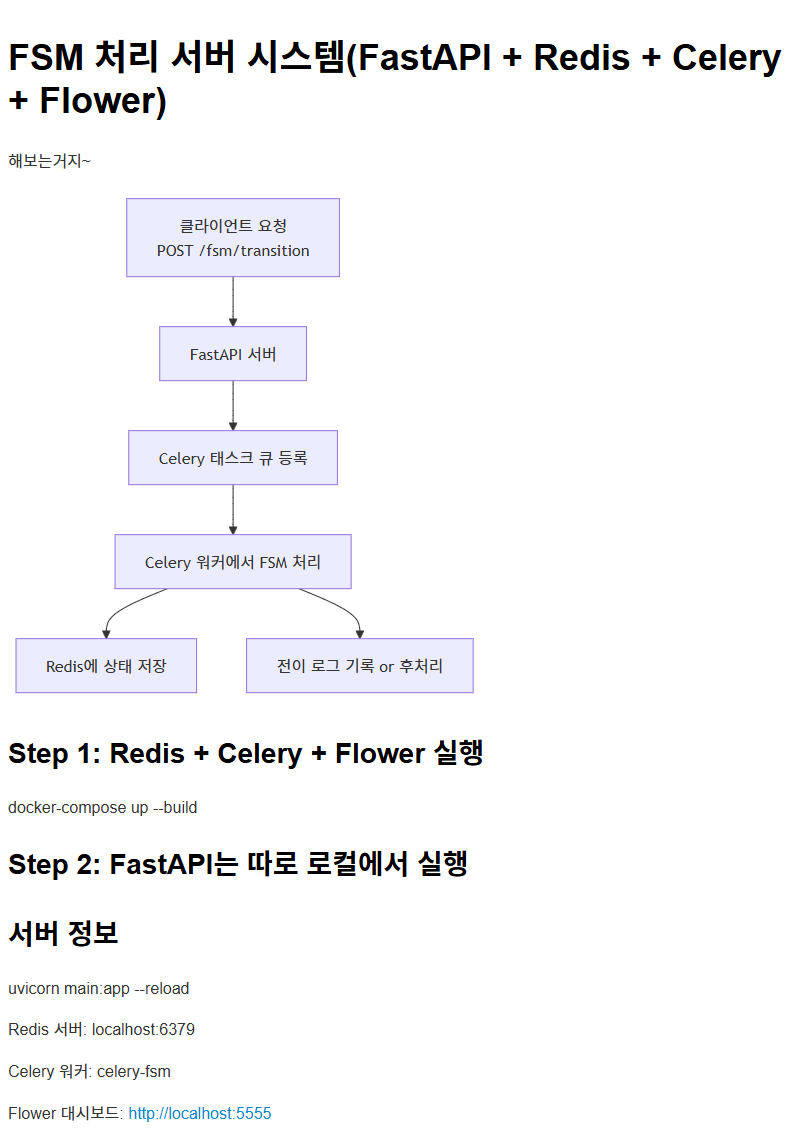 FSM 처리 서버 시스템(FastAPI + Redis + Celery
+ Flower)
해보는거지~
클라이언트 요청
POST /fsm/transition
FastAPI 서버
Celery 태스크 큐 등록
Celery 워커에서 FSM 처리
Redis에 상태 저장
전이 로그 기록 or 후처리
Step 1: Redis + Celery + Flower 실행
docker-compose up --build
Step 2: FastAPI는 따로 로컬에서 실행
서버 정보
uvicorn main:app --reload
Redis 서버: localhost:6379
Celery 워커: celery-fsm
Flower 대시보드: http://localhost:5555